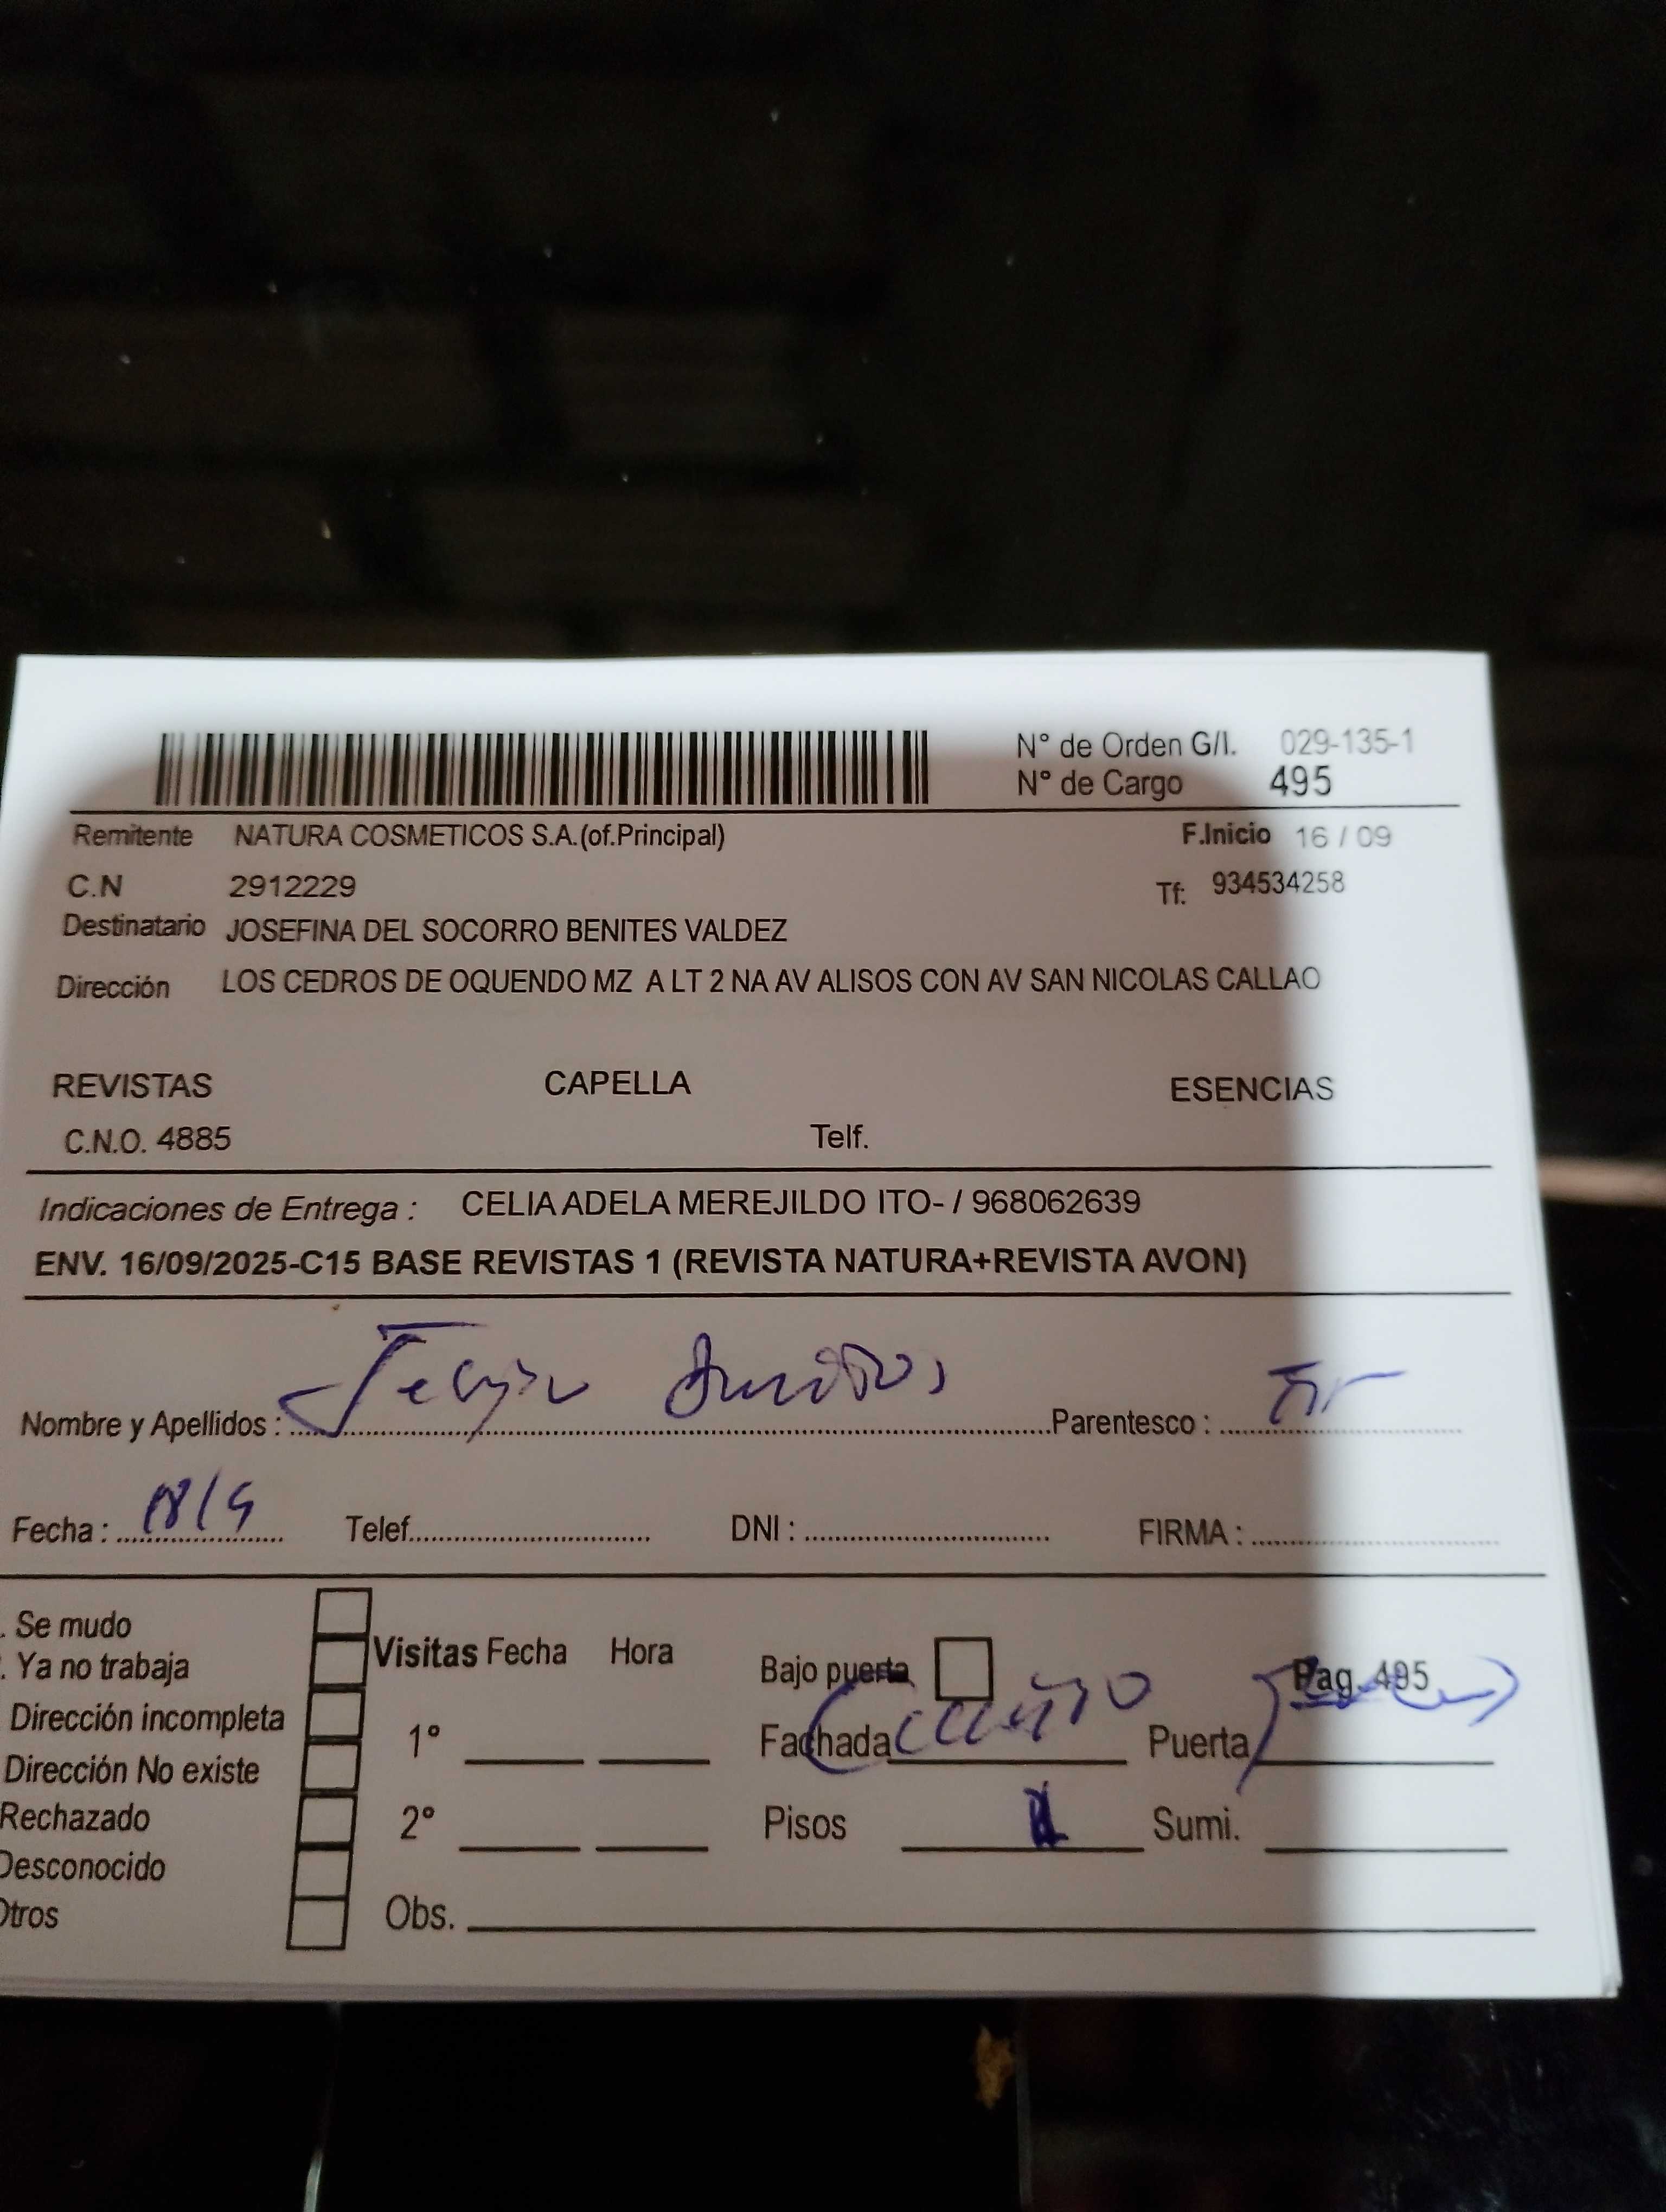 N° de Orden G/I. 029-135-1
N° de Cargo 495
Remitente NATURA COSMETICOS S.A.(of.Principal) F.Inicio 16 / 09
C.N 2912229 Tf: 934534258
Destinatario JOSEFINA DEL SOCORRO BENITES VALDEZ
Dirección LOS CEDROS DE OQUENDO MZ A LT 2 NA AV ALISOS CON AV SAN NICOLAS CALLAO
REVISTAS CAPELLA ESENCIAS
C.N.O. 4885 Telf.
Indicaciones de Entrega : CELIA ADELA MEREJILDO ITO- / 968062639
ENV. 16/09/2025-C15 BASE REVISTAS 1 (REVISTA NATURA+REVISTA AVON)
Nombre y Apellidos : Parentesco :
Fecha : 18/9 Telef. DNI : FIRMA :
. Se mudo
. Ya no trabaja Visitas Fecha Hora Bajo puerta Pag. 495
Dirección incompleta 1° Fachada Puerta
Dirección No existe
Rechazado 2° Pisos 1 Sumi.
Desconocido
Otros Obs.